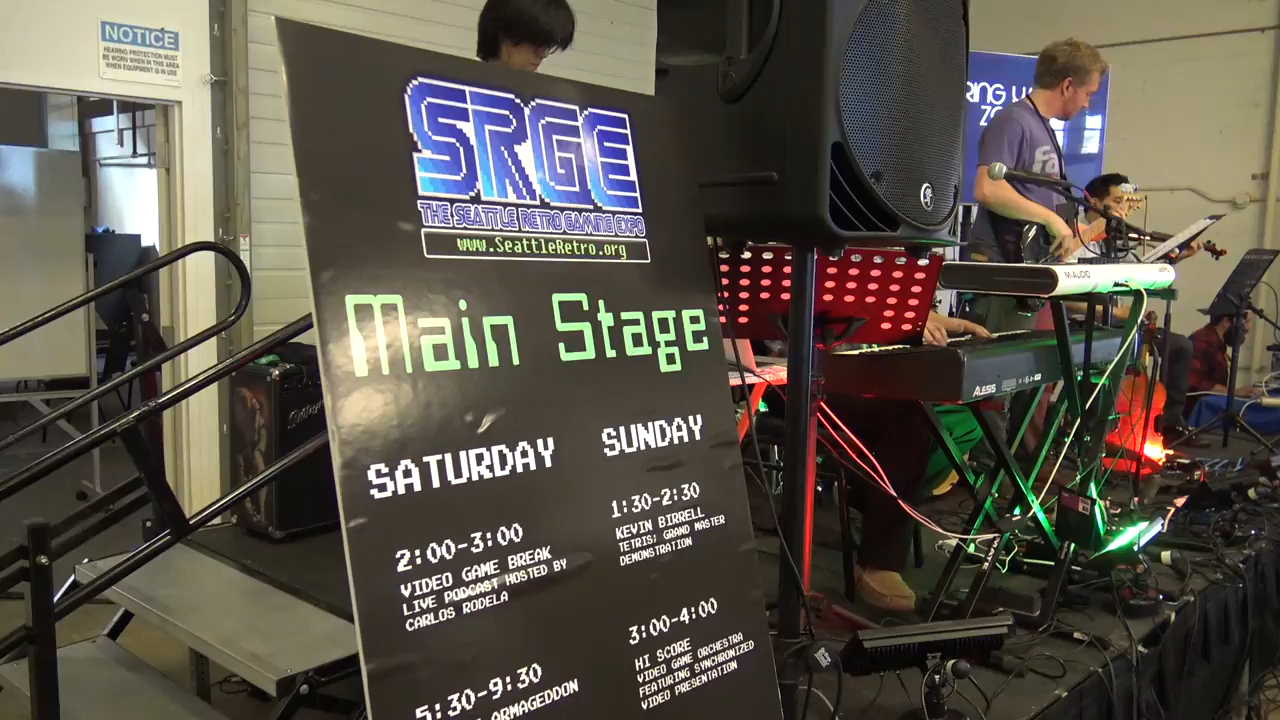 NOTICE
HEARING PROTECTION MUST
BE WORN WHEN IN THIS AREA
WHEN EQUIPMENT IS IN USE
SRGE
THE SEATTLE RETRO GAMING EXPO
www.SeattleRetro.org
Main Stage
SATURDAY
2:00-3:00
VIDEO GAME BREAK
LIVE PODCAST HOSTED BY
CARLOS RODELA
5:30-9:30
ARMAGEDDON
SUNDAY
1:30-2:30
KEVIN BIRRELL
TETRIS: GRAND MASTER
DEMONSTRATION
3:00-4:00
HI SCORE
VIDEO GAME ORCHESTRA
FEATURING SYNCHRONIZED
VIDEO PRESENTATION
M-AUDIO
ALESIS